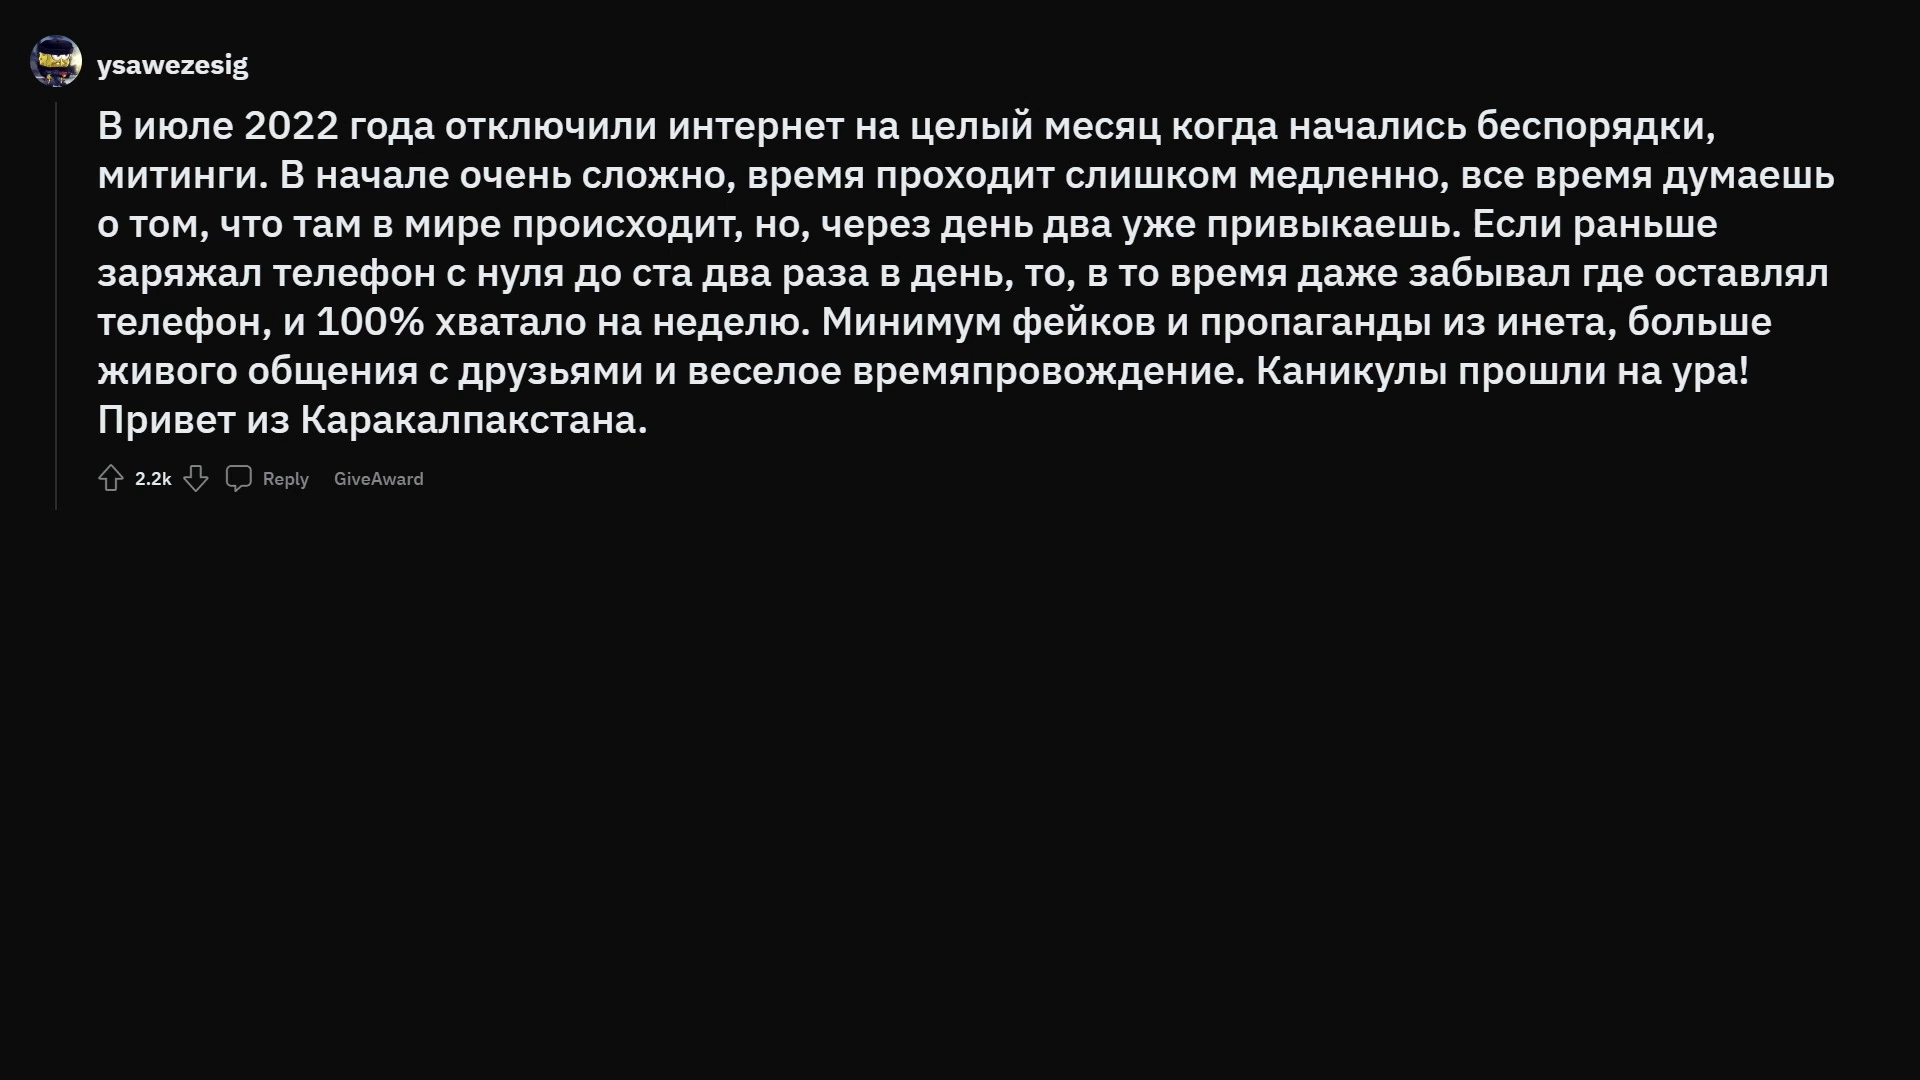 ysawezesig
В июле 2022 года отключили интернет на целый месяц когда начались беспорядки,
митинги. В начале очень сложно, время проходит слишком медленно, все время думаешь
о том, что там в мире происходит, но, через день два уже привыкаешь. Если раньше
заряжал телефон с нуля до ста два раза в день, то, в то время даже забывал где оставлял
телефон, и 100% хватало на неделю. Минимум фейков и пропаганды из инета, больше
живого общения с друзьями и веселое времяпровождение. Каникулы прошли на ура!
Привет из Каракалпакстана.
2.2k Reply GiveAward